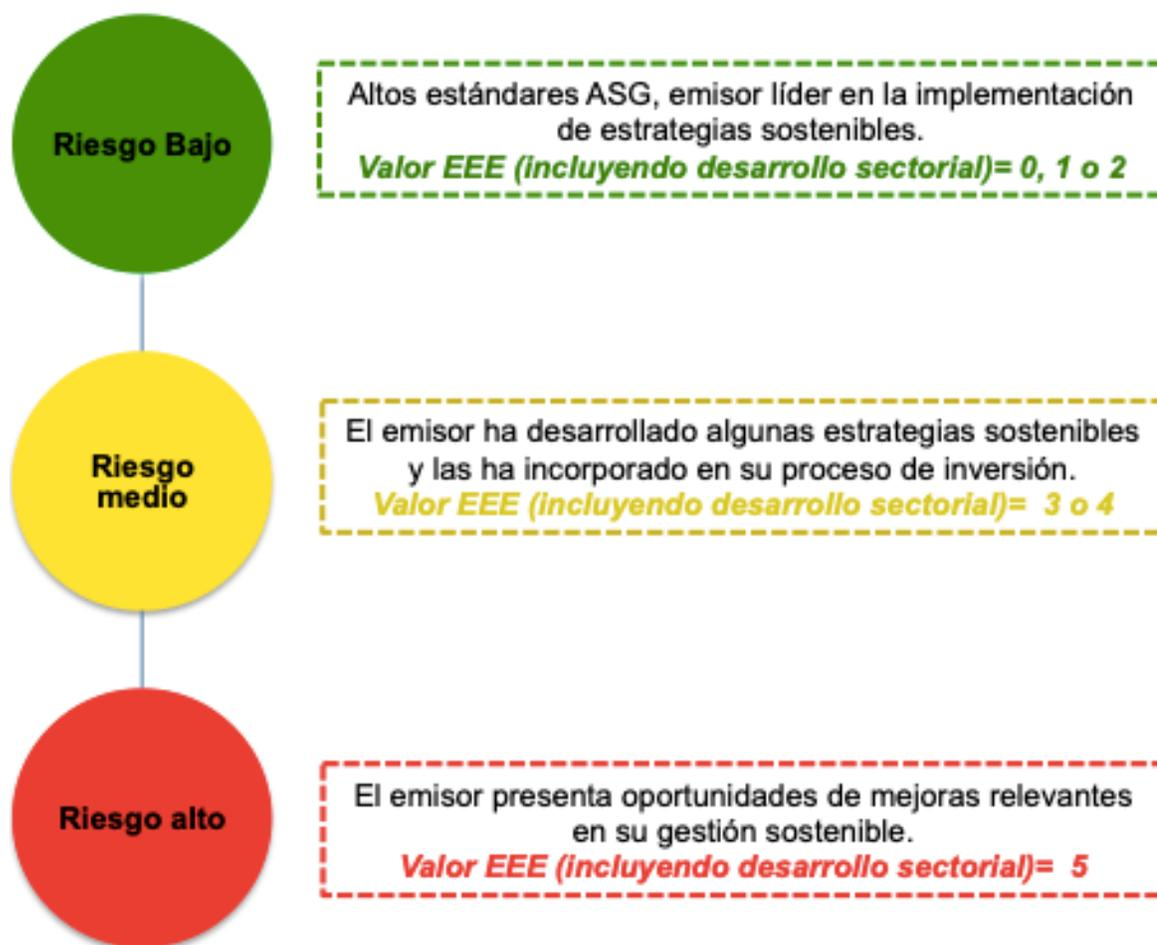 Riesgo Bajo
Altos estándares ASG, emisor líder en la implementación
de estrategias sostenibles.
Valor EEE (incluyendo desarrollo sectorial)= 0, 1 o 2
Riesgo
medio
El emisor ha desarrollado algunas estrategias sostenibles
y las ha incorporado en su proceso de inversión.
Valor EEE (incluyendo desarrollo sectorial)= 3 o 4
Riesgo alto
El emisor presenta oportunidades de mejoras relevantes
en su gestión sostenible.
Valor EEE (incluyendo desarrollo sectorial)= 5